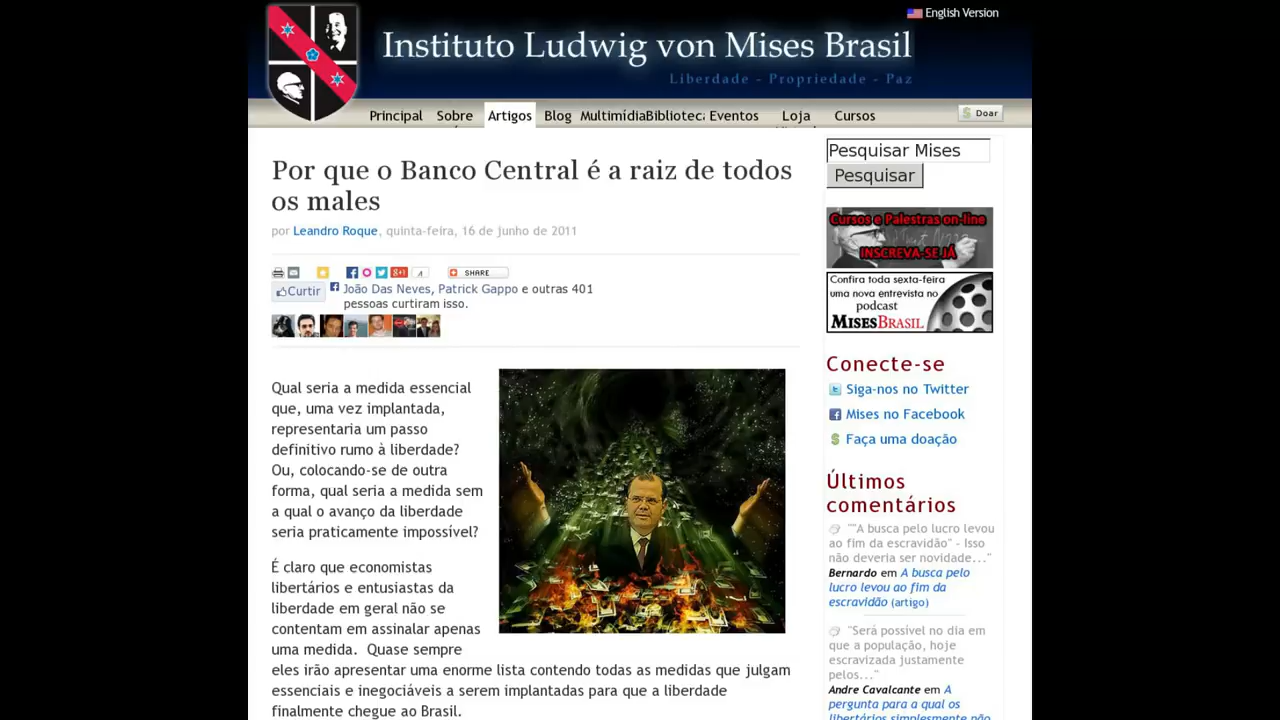 English Version
Instituto Ludwig von Mises Brasil
Liberdade - Propriedade - Paz
Principal Sobre Artigos Blog Multimídia Bibliotec Eventos Loja Cursos
Doar
Por que o Banco Central é a raiz de todos
os males
por Leandro Roque, quinta-feira, 16 de junho de 2011
SHARE
Curtir
João Das Neves, Patrick Gappo e outras 401
pessoas curtiram isso.
Qual seria a medida essencial
que, uma vez implantada,
representaria um passo
definitivo rumo à liberdade?
Ou, colocando-se de outra
forma, qual seria a medida sem
a qual o avanço da liberdade
seria praticamente impossível?
É claro que economistas
libertários e entusiastas da
liberdade em geral não se
contentam em assinalar apenas
uma medida. Quase sempre
eles irão apresentar uma enorme lista contendo todas as medidas que julgam
essenciais e inegociáveis a serem implantadas para que a liberdade
finalmente chegue ao Brasil.
Pesquisar Mises
Pesquisar
Cursos e Palestras on-line
INSCREVA-SE JÁ
Confira toda sexta-feira
uma nova entrevista no
podcast
MISESBRASIL
Conecte-se
Siga-nos no Twitter
Mises no Facebook
Faça uma doação
Últimos
comentários
""A busca pelo lucro levou
ao fim da escravidão" - Isso
não deveria ser novidade..."
Bernardo em A busca pelo
lucro levou ao fim da
escravidão (artigo)
"Será possível no dia em
que a população, hoje
escravizada justamente
pelos..."
Andre Cavalcante em A
pergunta para a qual os
libertários simplesmente não